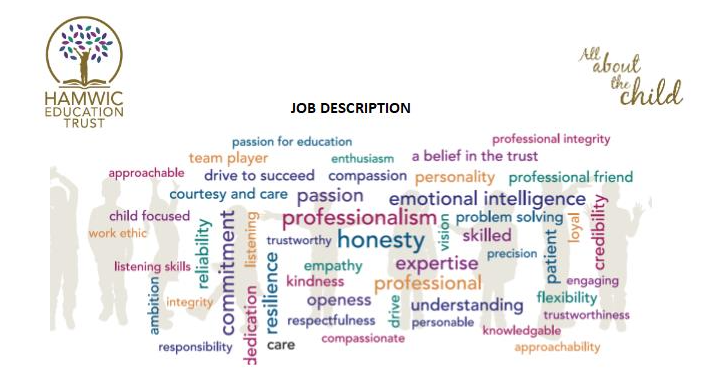 HAMWIC
EDUCATION
TRUST
All
about
the
child
JOB DESCRIPTION
passion for education
professional integrity
team player
enthusiasm
a belief in the trust
approachable
drive to succeed
compassion
personality
professional friend
courtesy and care
passion
emotional intelligence
child focused
professionalism
vision
problem solving
loyal
credibility
work ethic
reliability
commitment
listening
trustworthy
honesty
skilled
patient
precision
listening skills
resilience
empathy
expertise
engaging
ambition
integrity
kindness
professional
dedication
openess
drive
understanding
flexibility
respectfulness
personable
trustworthiness
knowledgable
responsibility
care
compassionate
approachability